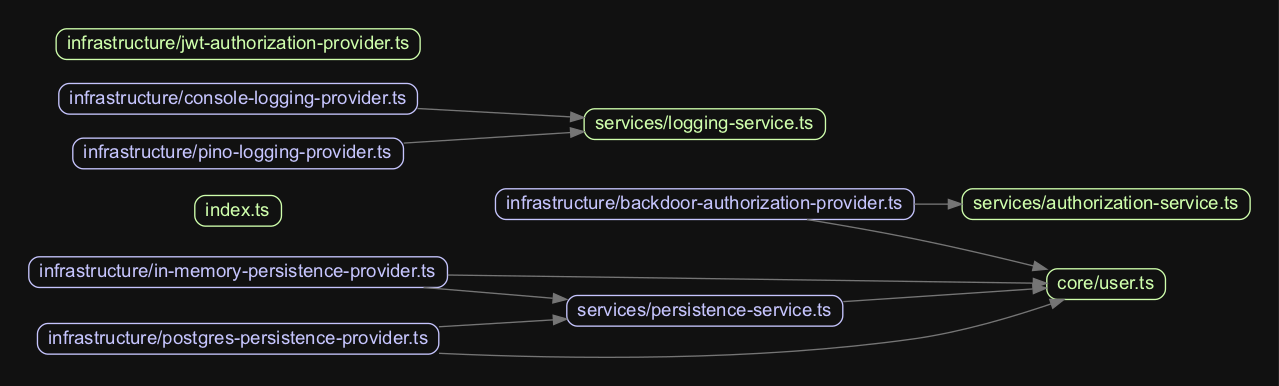 infrastructure/jwt-authorization-provider.ts
infrastructure/console-logging-provider.ts
services/logging-service.ts
infrastructure/pino-logging-provider.ts
index.ts
infrastructure/backdoor-authorization-provider.ts
services/authorization-service.ts
infrastructure/in-memory-persistence-provider.ts
core/user.ts
services/persistence-service.ts
infrastructure/postgres-persistence-provider.ts